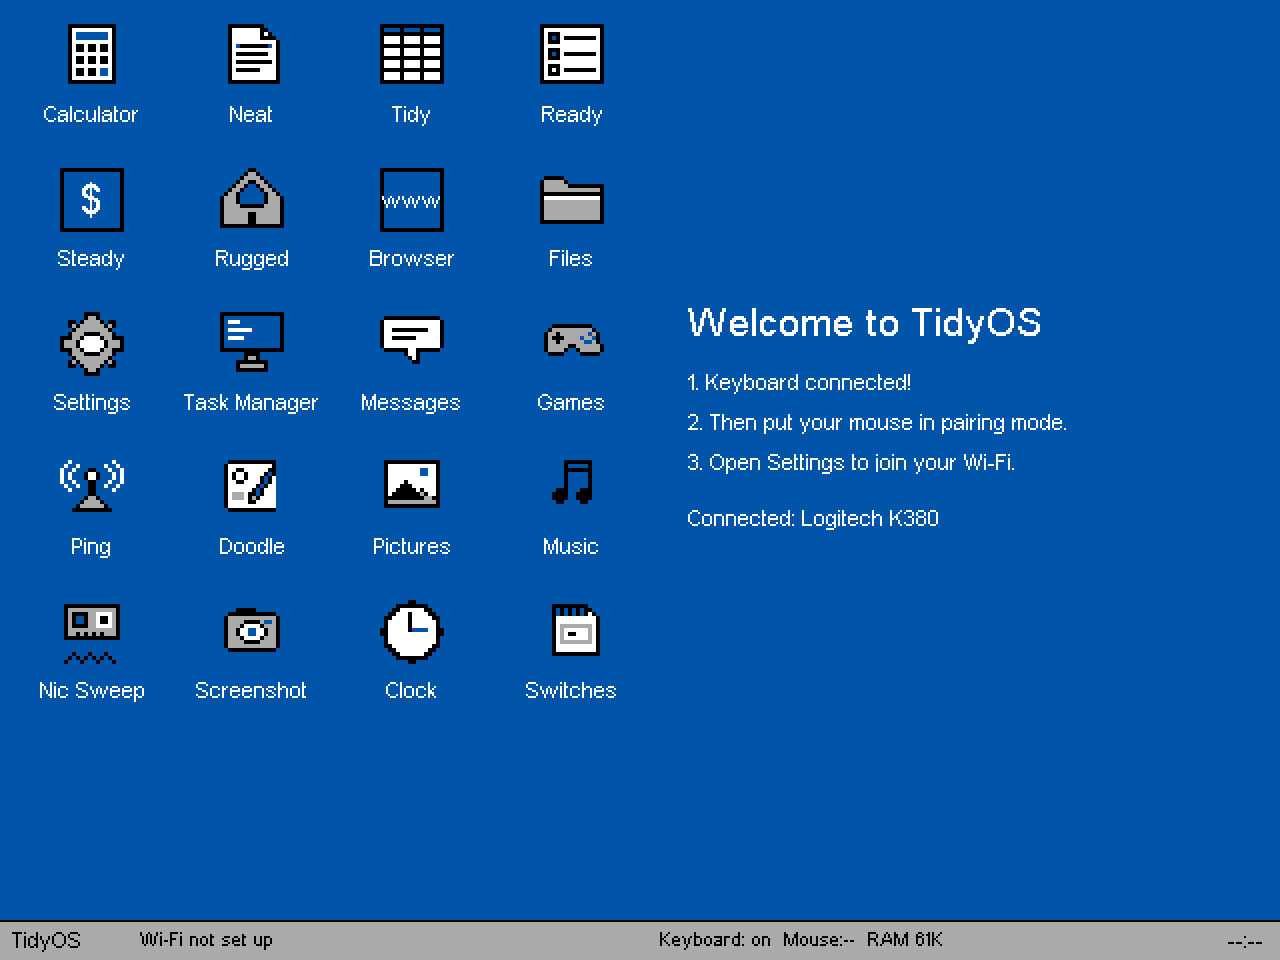 Calculator Neat Tidy Ready
$ www
Steady Rugged Browser Files
Welcome to TidyOS
1. Keyboard connected!
Settings Task Manager Messages Games
2. Then put your mouse in pairing mode.
3. Open Settings to join your Wi-Fi.
Connected: Logitech K380
Ping Doodle Pictures Music
Nic Sweep Screenshot Clock Switches
TidyOS Wi-Fi not set up Keyboard: on Mouse:-- RAM 61K --:--